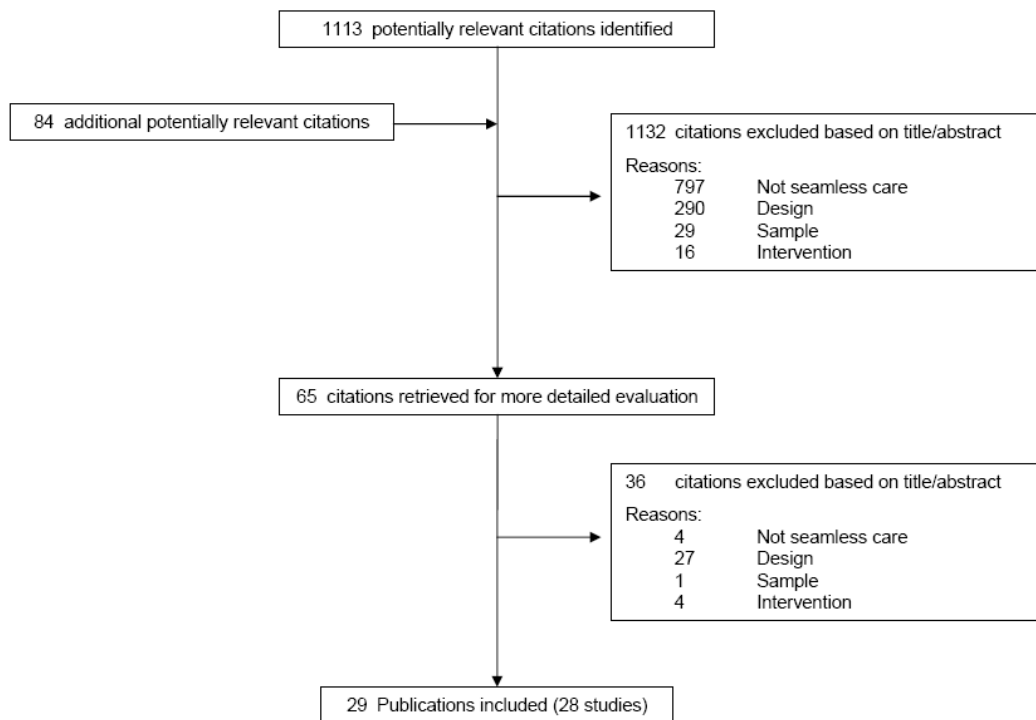 1113 potentially relevant citations identified
84 additional potentially relevant citations
1132 citations excluded based on title/abstract
Reasons:
797 Not seamless care
290 Design
29 Sample
16 Intervention
65 citations retrieved for more detailed evaluation
36 citations excluded based on title/abstract
Reasons:
4 Not seamless care
27 Design
1 Sample
4 Intervention
29 Publications included (28 studies)